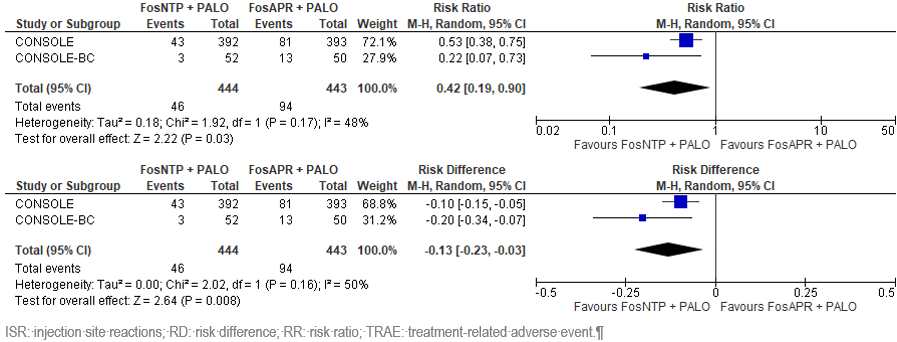 FosNTP + PALO FosAPR + PALO Risk Ratio Risk Ratio
Study or Subgroup Events Total Events Total Weight M-H, Random, 95% CI M-H, Random, 95% CI
CONSOLE 43 392 81 393 72.1% 0.53 [0.38, 0.75]
CONSOLE-BC 3 52 13 50 27.9% 0.22 [0.07, 0.73]
Total (95% CI) 444 443 100.0% 0.42 [0.19, 0.90]
Total events 46 94
Heterogeneity: Tau² = 0.18; Chi² = 1.92, df = 1 (P = 0.17); I² = 48%
Test for overall effect: Z = 2.22 (P = 0.03)
0.02 0.1 1 10 50
Favours FosNTP + PALO Favours FosAPR + PALO
FosNTP + PALO FosAPR + PALO Risk Difference Risk Difference
Study or Subgroup Events Total Events Total Weight M-H, Random, 95% CI M-H, Random, 95% CI
CONSOLE 43 392 81 393 68.8% -0.10 [-0.15, -0.05]
CONSOLE-BC 3 52 13 50 31.2% -0.20 [-0.34, -0.07]
Total (95% CI) 444 443 100.0% -0.13 [-0.23, -0.03]
Total events 46 94
Heterogeneity: Tau² = 0.00; Chi² = 2.02, df = 1 (P = 0.16); I² = 50%
Test for overall effect: Z = 2.64 (P = 0.008)
-0.5 -0.25 0 0.25 0.5
Favours FosNTP + PALO Favours FosAPR + PALO
ISR: injection site reactions; RD: risk difference; RR: risk ratio; TRAE: treatment-related adverse event.¶